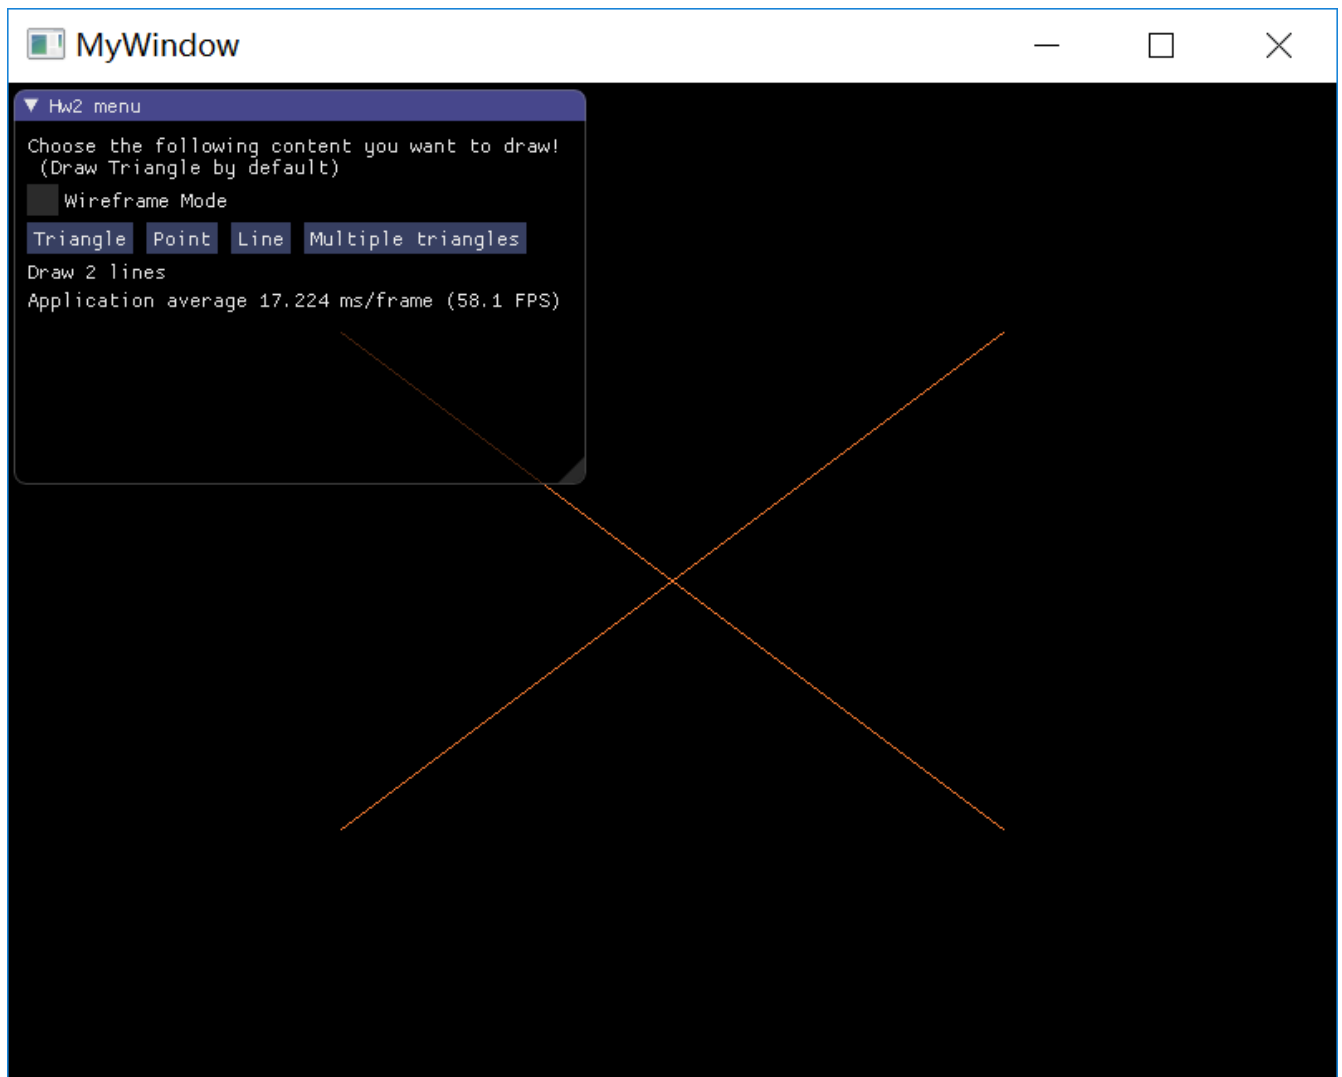 MyWindow
Hw2 menu
Choose the following content you want to draw!
(Draw Triangle by default)
Wireframe Mode
Triangle Point Line Multiple triangles
Draw 2 lines
Application average 17.224 ms/frame (58.1 FPS)